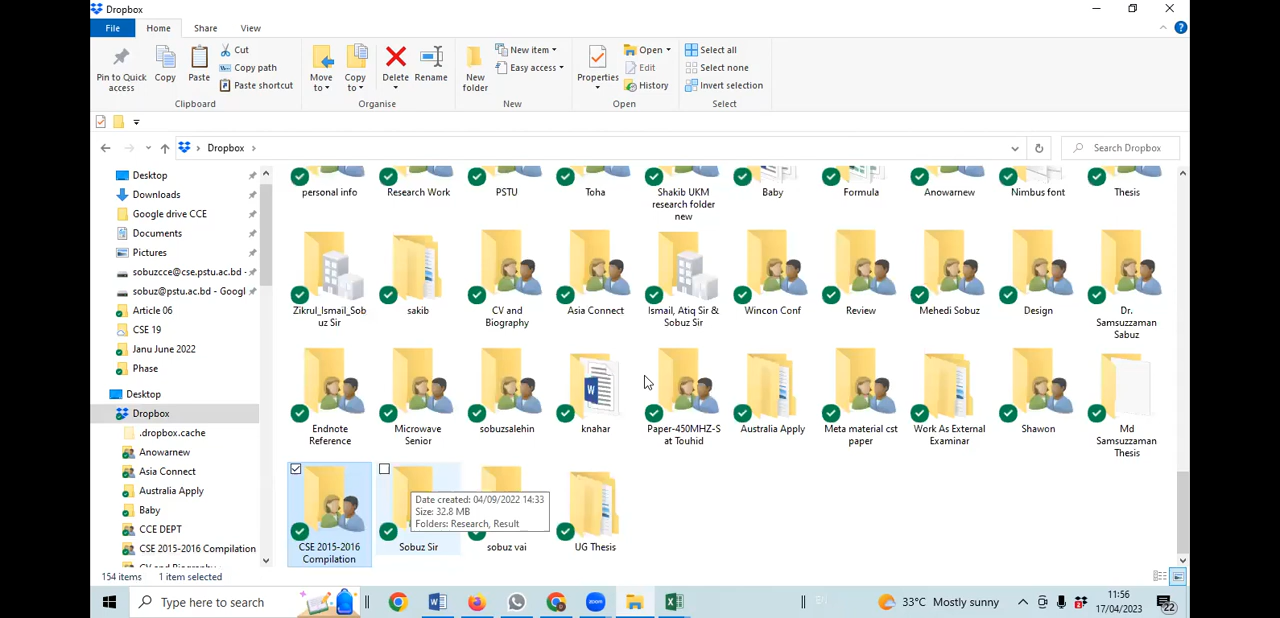 Dropbox
File Home Share View
Pin to Quick access
Copy
Paste
Cut
Copy path
Paste shortcut
Clipboard
Move to
Copy to
Delete
Rename
Organise
New folder
New item
Easy access
New
Properties
Open
Edit
History
Open
Select all
Select none
Invert selection
Select
Dropbox
Search Dropbox
Desktop
Downloads
Google drive CCE
Documents
Pictures
sobuzcce@cse.pstu.ac.bd -
sobuz@pstu.ac.bd - Googl
Article 06
CSE 19
Janu June 2022
Phase
Desktop
Dropbox
.dropbox.cache
Anowarnew
Asia Connect
Australia Apply
Baby
CCE DEPT
CSE 2015-2016 Compilation
CV and Biography
personal info
Research Work
PSTU
Toha
Shakib UKM
research folder
new
Baby
Formula
Anowarnew
Nimbus font
Thesis
Zikrul_Ismail_Sob
uz Sir
sakib
CV and
Biography
Asia Connect
Ismail, Atiq Sir &
Sobuz Sir
Wincon Conf
Review
Mehedi Sobuz
Design
Dr.
Samsuzzaman
Sabuz
Endnote
Reference
Microwave
Senior
sobuzsalehin
knahar
Paper-450MHZ-S
at Touhid
Australia Apply
Meta material cst
paper
Work As External
Examinar
Shawon
Md
Samsuzzaman
Thesis
CSE 2015-2016
Compilation
Sobuz Sir
sobuz vai
UG Thesis
Date created: 04/09/2022 14:33
Size: 32.8 MB
Folders: Research, Result
154 items 1 item selected
Type here to search
zoom
33°C Mostly sunny
11:56
17/04/2023
22